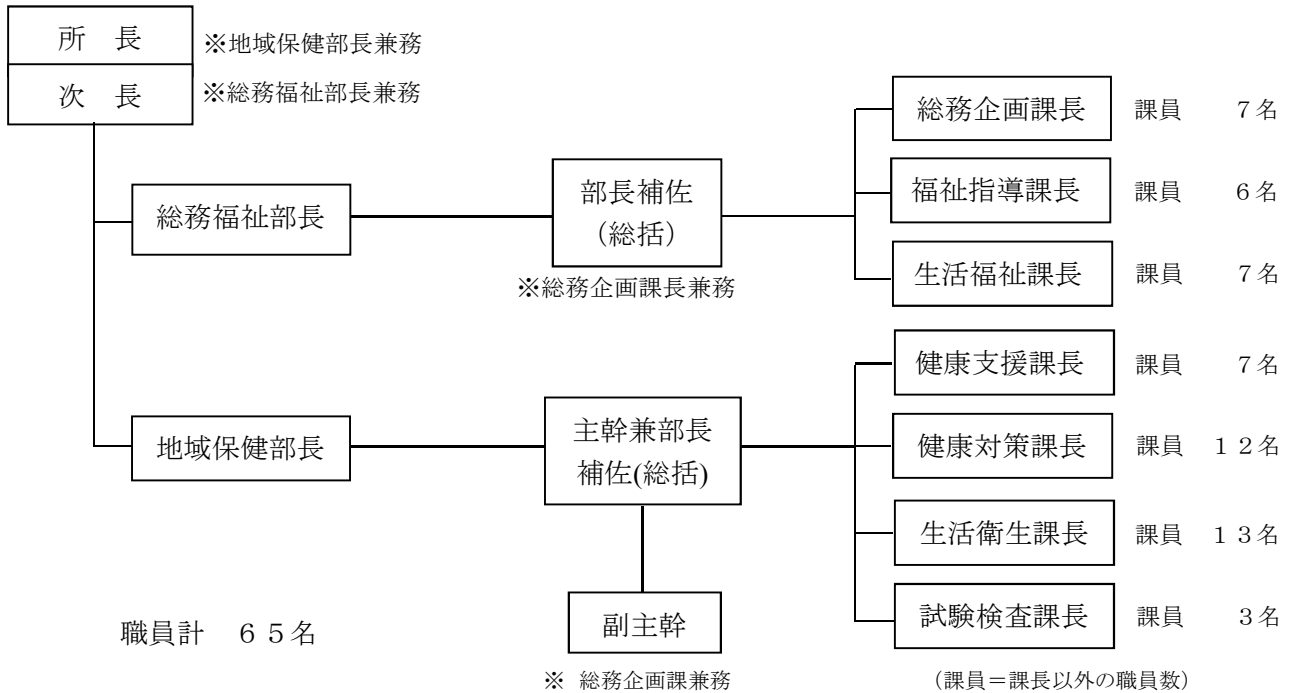 所　長　※地域保健部長兼務
次　長　※総務福祉部長兼務
総務福祉部長
部長補佐
（総括）
※総務企画課長兼務
総務企画課長　課員　７名
福祉指導課長　課員　６名
生活福祉課長　課員　７名
地域保健部長
主幹兼部長
補佐(総括)
副主幹
※ 総務企画課兼務
健康支援課長　課員　７名
健康対策課長　課員　１２名
生活衛生課長　課員　１３名
試験検査課長　課員　３名
職員計　６５名
（課員＝課長以外の職員数）